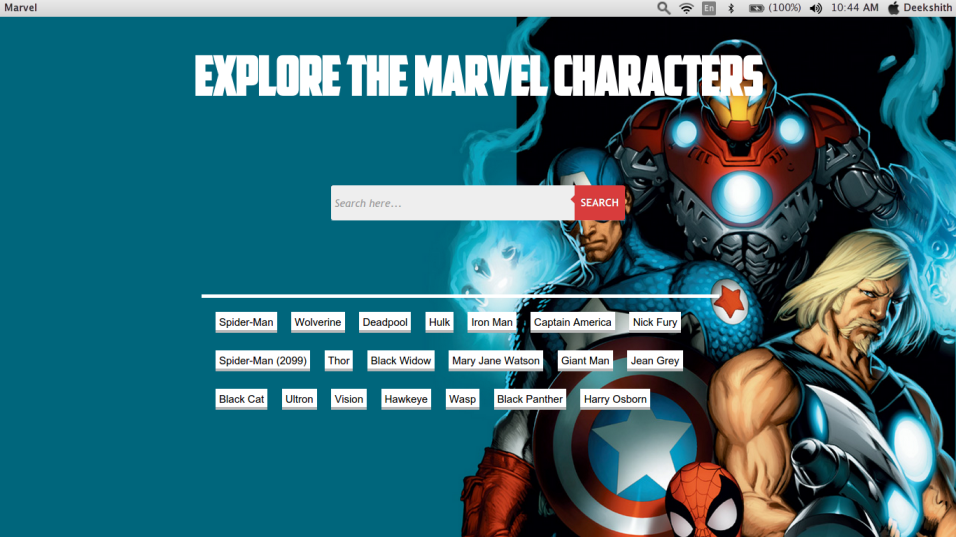 Marvel En (100%) 10:44 AM Deekshith
EXPLORE THE MARVEL CHARACTERS
Search here... SEARCH
Spider-Man Wolverine Deadpool Hulk Iron Man Captain America Nick Fury
Spider-Man (2099) Thor Black Widow Mary Jane Watson Giant Man Jean Grey
Black Cat Ultron Vision Hawkeye Wasp Black Panther Harry Osborn